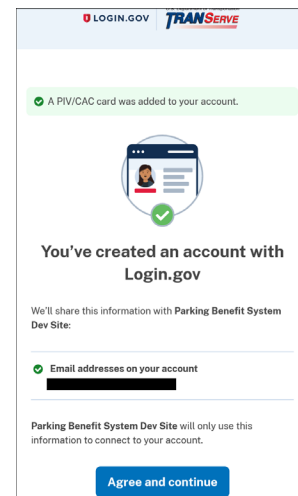 LOGIN.GOV
TRANSERVE
A PIV/CAC card was added to your account.
You’ve created an account with
Login.gov
We’ll share this information with Parking Benefit System
Dev Site:
Email addresses on your account
Parking Benefit System Dev Site will only use this
information to connect to your account.
Agree and continue